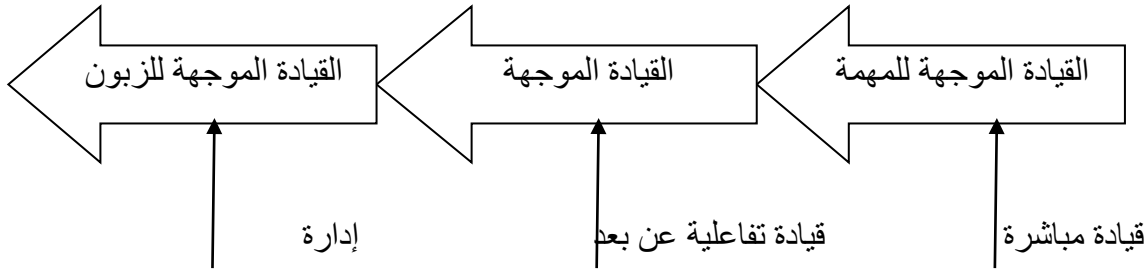 القيادة الموجهة للمهمة
القيادة الموجهة
القيادة الموجهة للزبون
قيادة مباشرة
قيادة تفاعلية عن بعد
إدارة